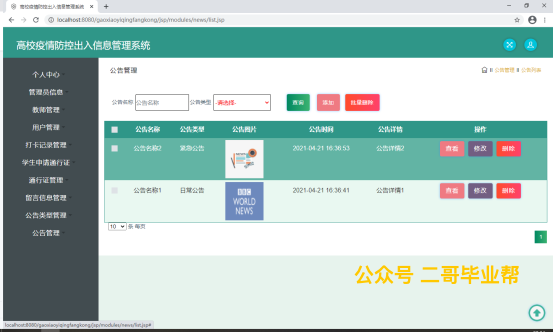 高校疫情防控出入信息管理系统
localhost:8080/gaoxiaoyiqingfangkong/jsp/modules/news/list.jsp
高校疫情防控出入信息管理系统
个人中心
管理员信息
教师管理
用户管理
打卡记录管理
学生申请通行证
通行证管理
留言信息管理
公告类型管理
公告管理
公告管理
公告管理 公告列表
公告名称 公告名称 公告类型 -请选择- 查询 添加 批量删除
公告名称 公告类型 公告图片 公告时间 公告详情 操作
公告名称2 紧急公告 2021-04-21 16:36:53 公告详情2 查看 修改 删除
公告名称1 日常公告 BBC WORLD NEWS 2021-04-21 16:36:41 公告详情1 查看 修改 删除
10 条 每页
1
公众号 二哥毕业帮
localhost:8080/gaoxiaoyiqingfangkong/jsp/modules/news/list.jsp#